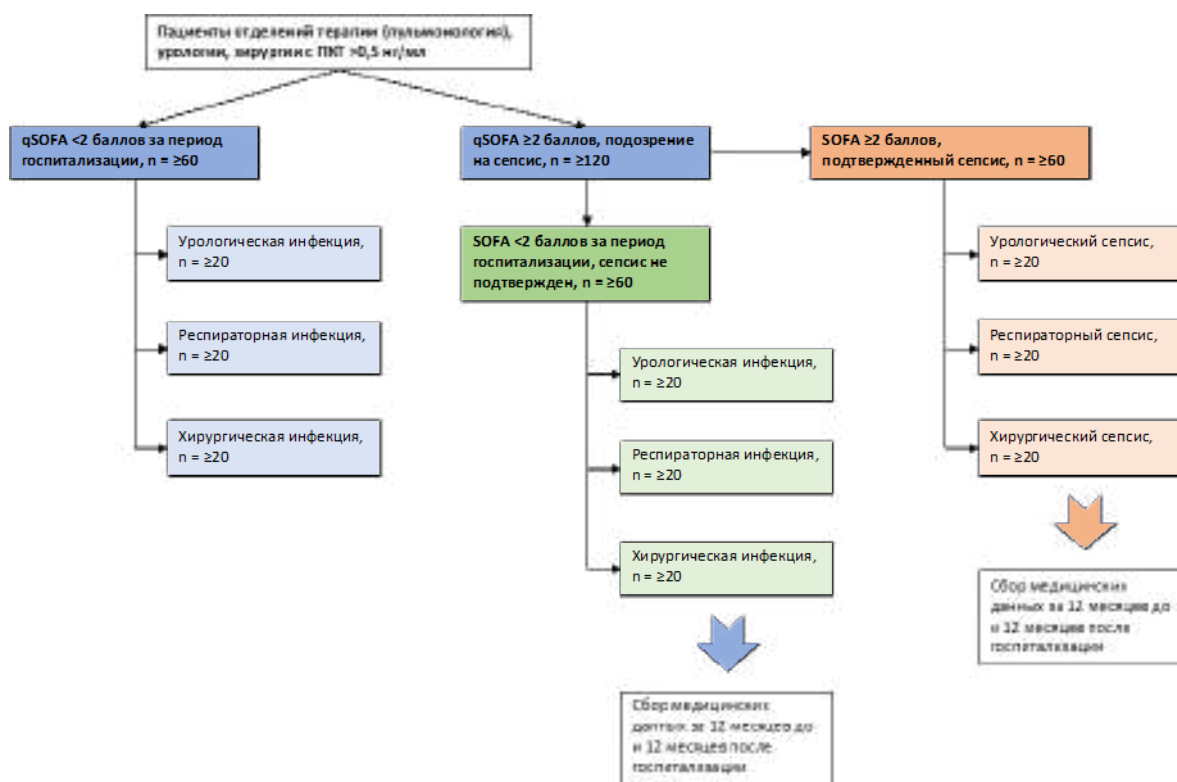 Пациенты отделений терапии (пульмонология),
урологии, хирургии с ПКТ >0,5 нг/мл
qSOFA <2 баллов за период
госпитализации, n = ≥60
qSOFA ≥2 баллов, подозрение
на сепсис, n = ≥120
SOFA ≥2 баллов,
подтвержденный сепсис, n = ≥60
Урологическая инфекция,
n = ≥20
Респираторная инфекция,
n = ≥20
Хирургическая инфекция,
n = ≥20
SOFA <2 баллов за период
госпитализации, сепсис не
подтвержден, n = ≥60
Урологическая инфекция,
n = ≥20
Респираторная инфекция,
n = ≥20
Хирургическая инфекция,
n = ≥20
Сбор медицинских
данных за 12 месяцев до
и 12 месяцев после
госпитализации
Урологический сепсис,
n = ≥20
Респираторный сепсис,
n = ≥20
Хирургический сепсис,
n = ≥20
Сбор медицинских
данных за 12 месяцев до
и 12 месяцев после
госпитализации